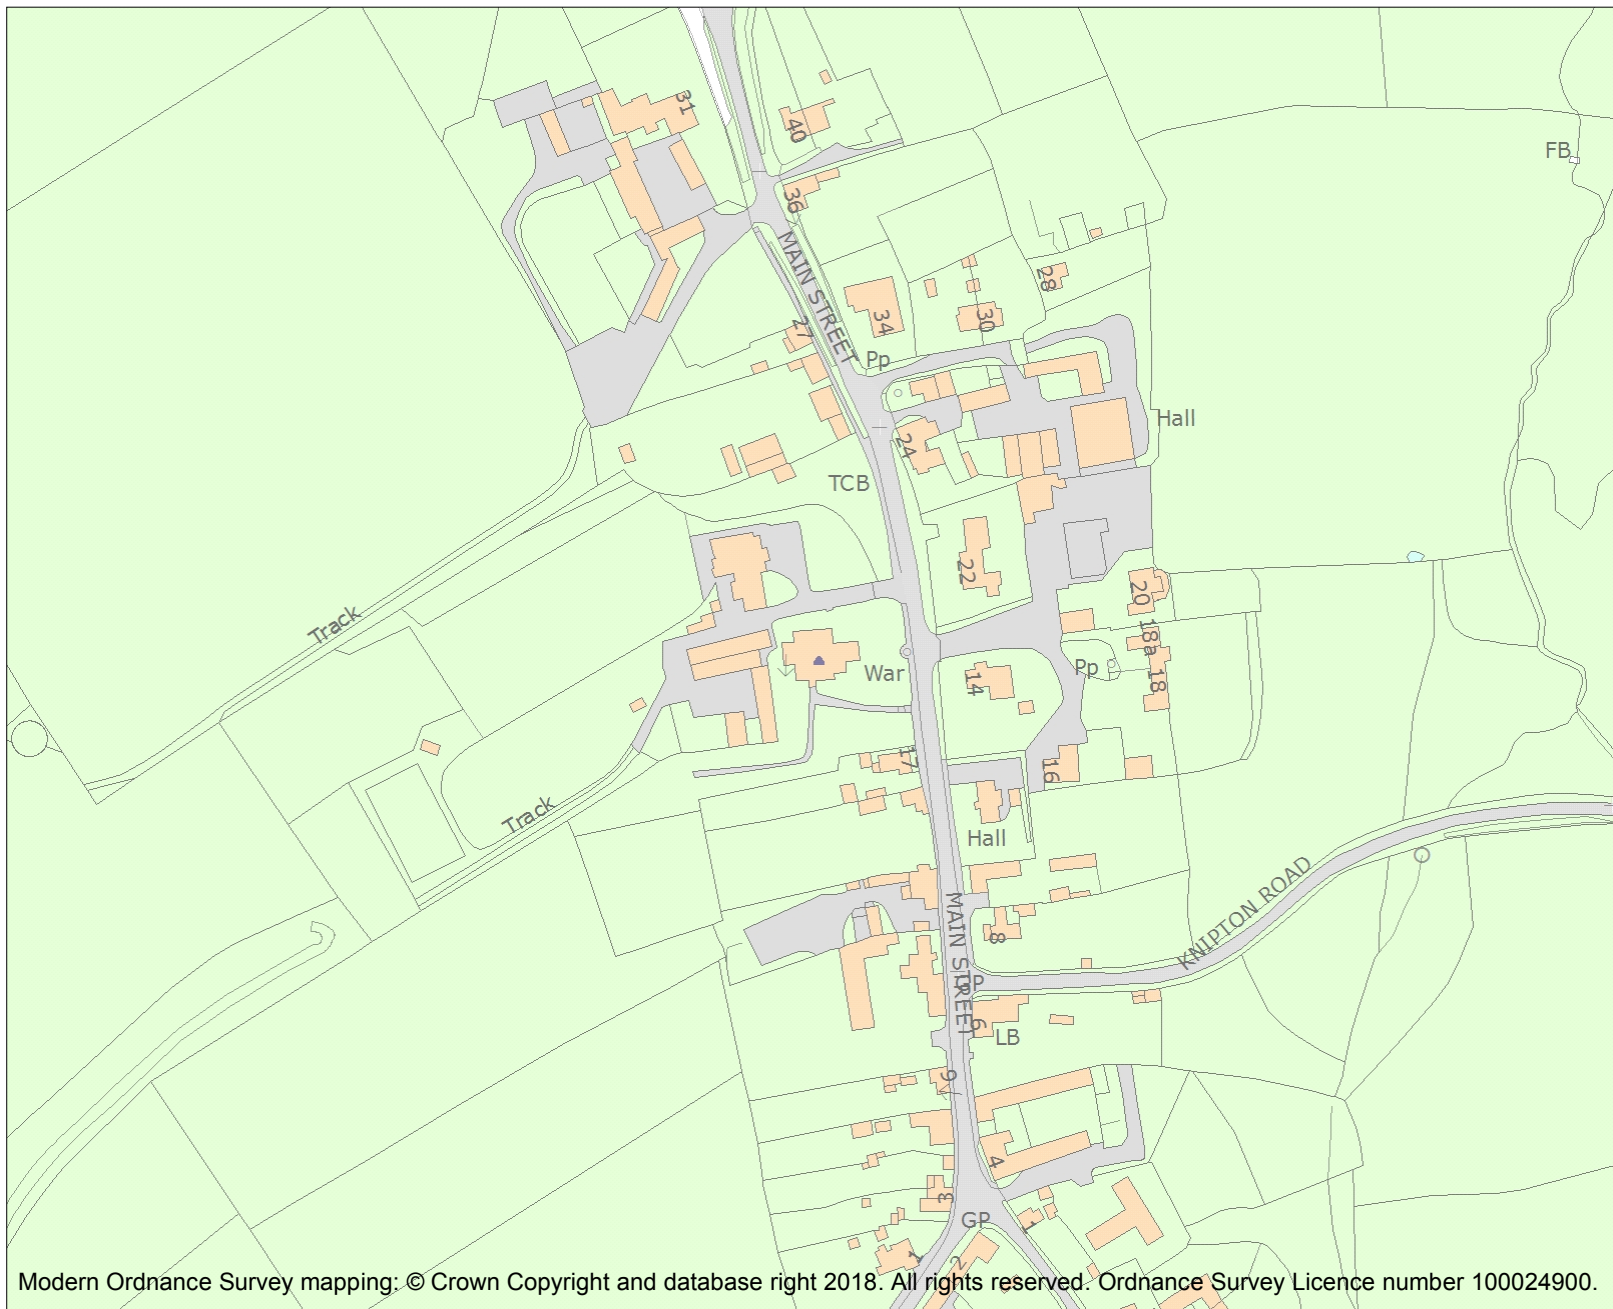 31
40
FB
36
MAIN STREET
28
27
34
30
Pp
Hall
24
TCB
22
20
Track
18a
Pp
18
War
14
17
16
Track
Hall
KNIPTON ROAD
MAIN STREET
8
GP
6
LB
9
4
3
GP
1
1
2
Modern Ordnance Survey mapping: © Crown Copyright and database right 2018. All rights reserved. Ordnance Survey Licence number 100024900.